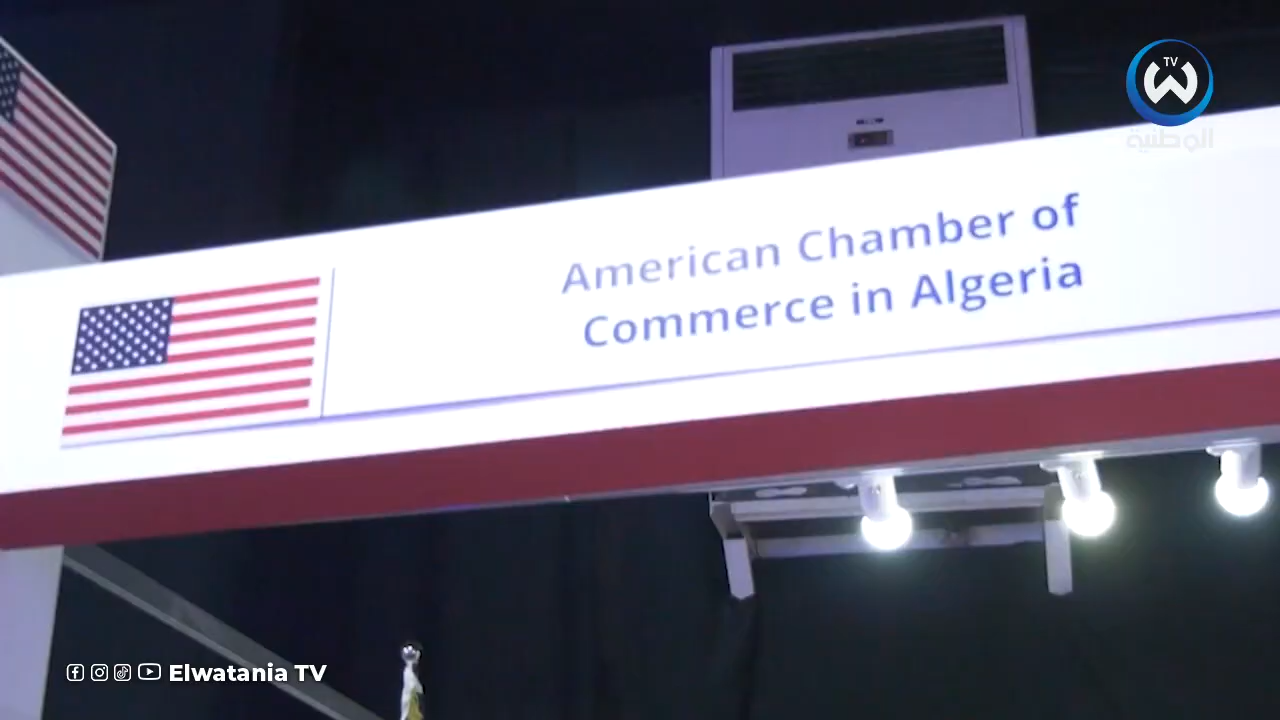 TV
W
الوطنية
American Chamber of
Commerce in Algeria
Elwatania TV